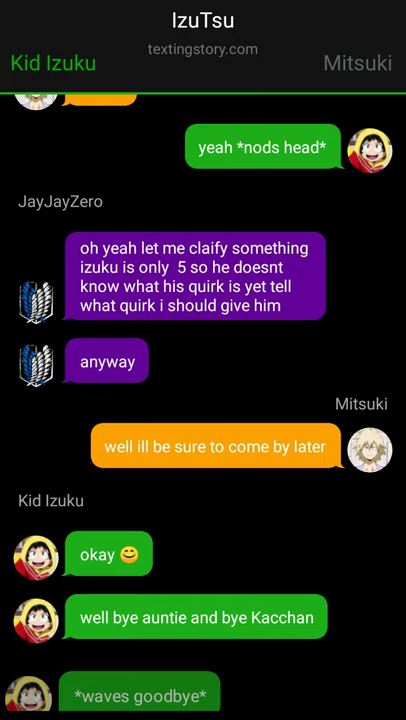 IzuTsu
textingstory.com
Kid Izuku
Mitsuki
yeah *nods head*
JayJayZero
oh yeah let me claify something
izuku is only 5 so he doesnt
know what his quirk is yet tell
what quirk i should give him
anyway
Mitsuki
well ill be sure to come by later
Kid Izuku
okay 😊
well bye auntie and bye Kacchan
*waves goodbye*